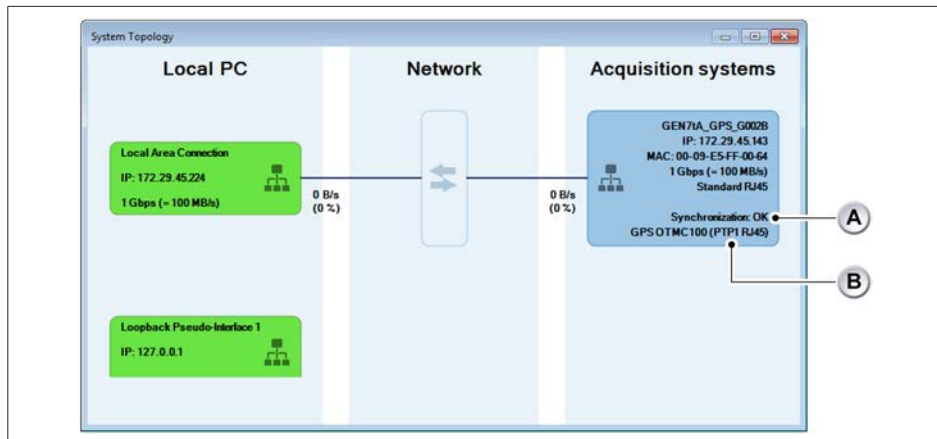 System Topology
Local PC
Network
Acquisition systems
Local Area Connection
IP: 172.29.45.224
1 Gbps (= 100 MB/s)
0 B/s
(0 %)
0 B/s
(0 %)
GEN7tA_GPS_G002B
IP: 172.29.45.143
MAC: 00-09-E5-FF-00-64
1 Gbps (= 100 MB/s)
Standard RJ45
Synchronization: OK
GPS OTMC100 (PTP1 RJ45)
A
B
Loopback Pseudo-Interface 1
IP: 127.0.0.1